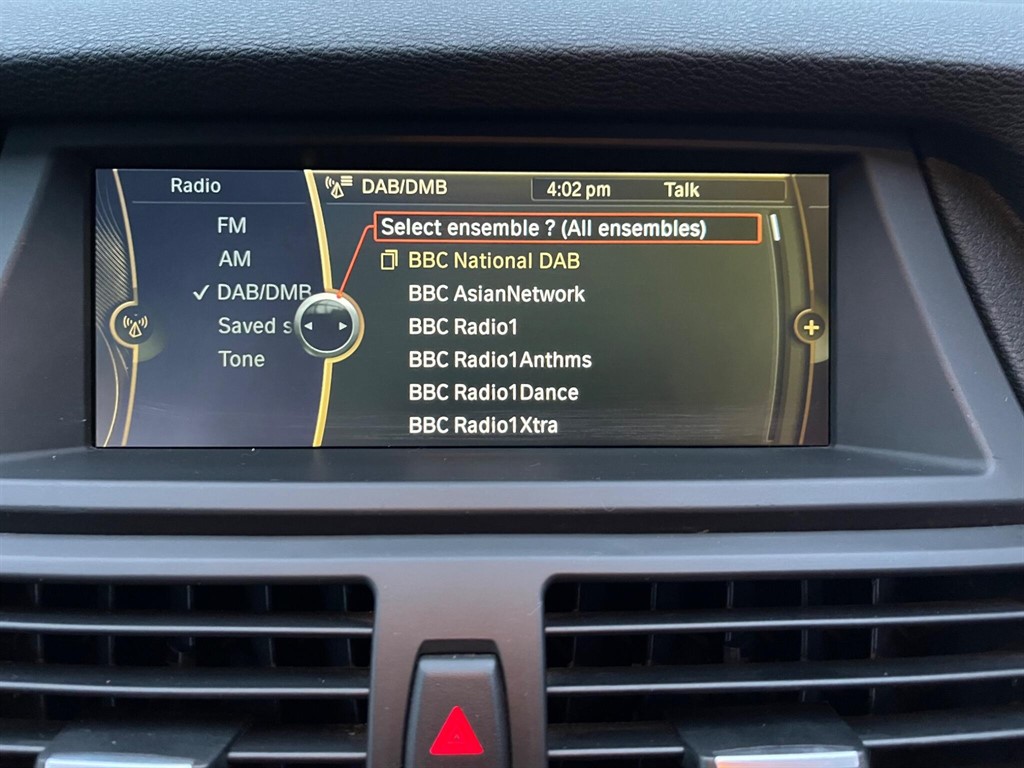 Radio
FM
AM
DAB/DMB
Saved s
Tone
DAB/DMB
4:02 pm
Talk
Select ensemble ? (All ensembles)
BBC National DAB
BBC AsianNetwork
BBC Radio1
BBC Radio1Anthms
BBC Radio1Dance
BBC Radio1Xtra